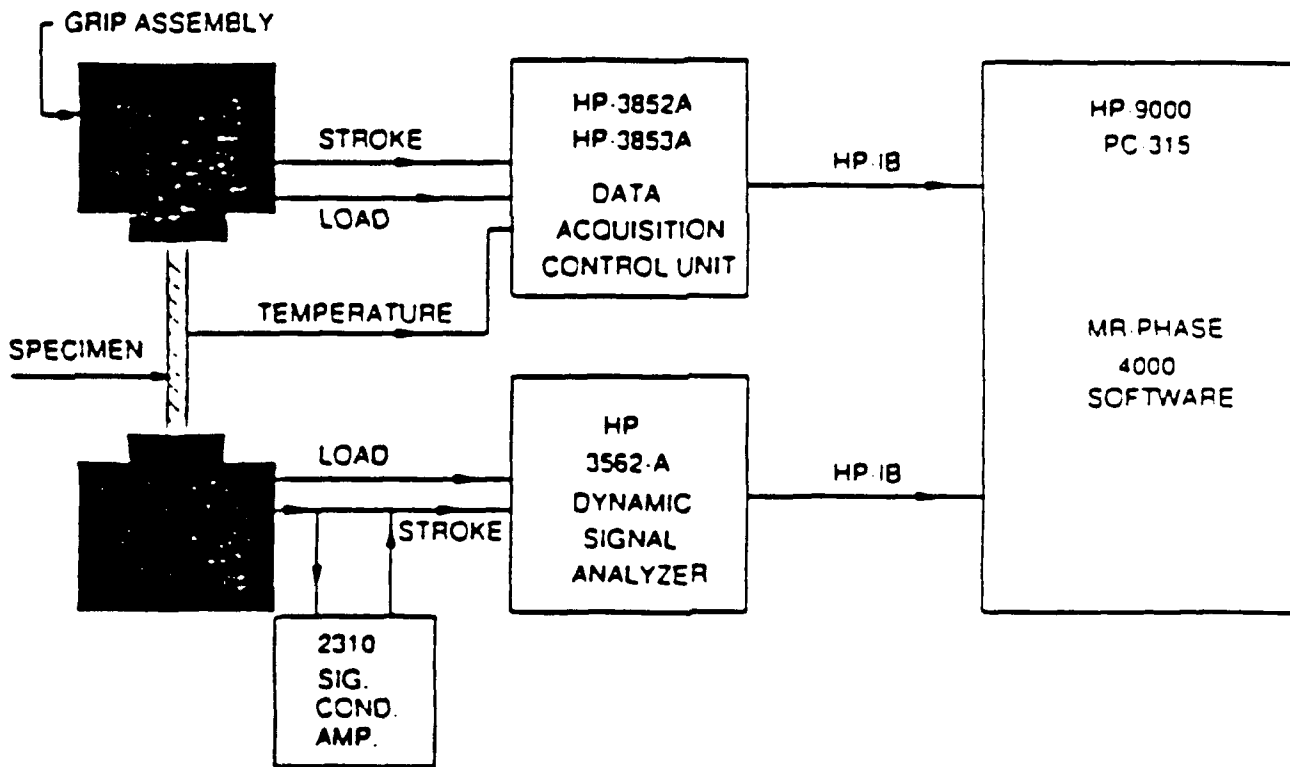 GRIP ASSEMBLY
STROKE
LOAD
TEMPERATURE
SPECIMEN
LOAD
STROKE
2310
SIG.
COND.
AMP.
HP-3852A
HP-3853A
DATA
ACQUISITION
CONTROL UNIT
HP
3562-A
DYNAMIC
SIGNAL
ANALYZER
HP-IB
HP-IB
HP-9000
PC-315
MR-PHASE
4000
SOFTWARE